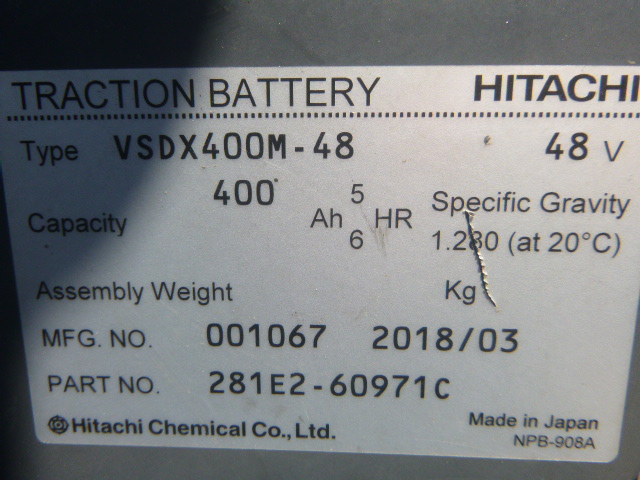 TRACTION BATTERY HITACHI
Type VSDX400M-48 48 V
400
Capacity Ah 5 HR Specific Gravity
6 1.280 (at 20°C)
Assembly Weight Kg
MFG. NO. 001067 2018/03
PART NO. 281E2-60971C
Hitachi Chemical Co., Ltd. Made in Japan
NPB-908A